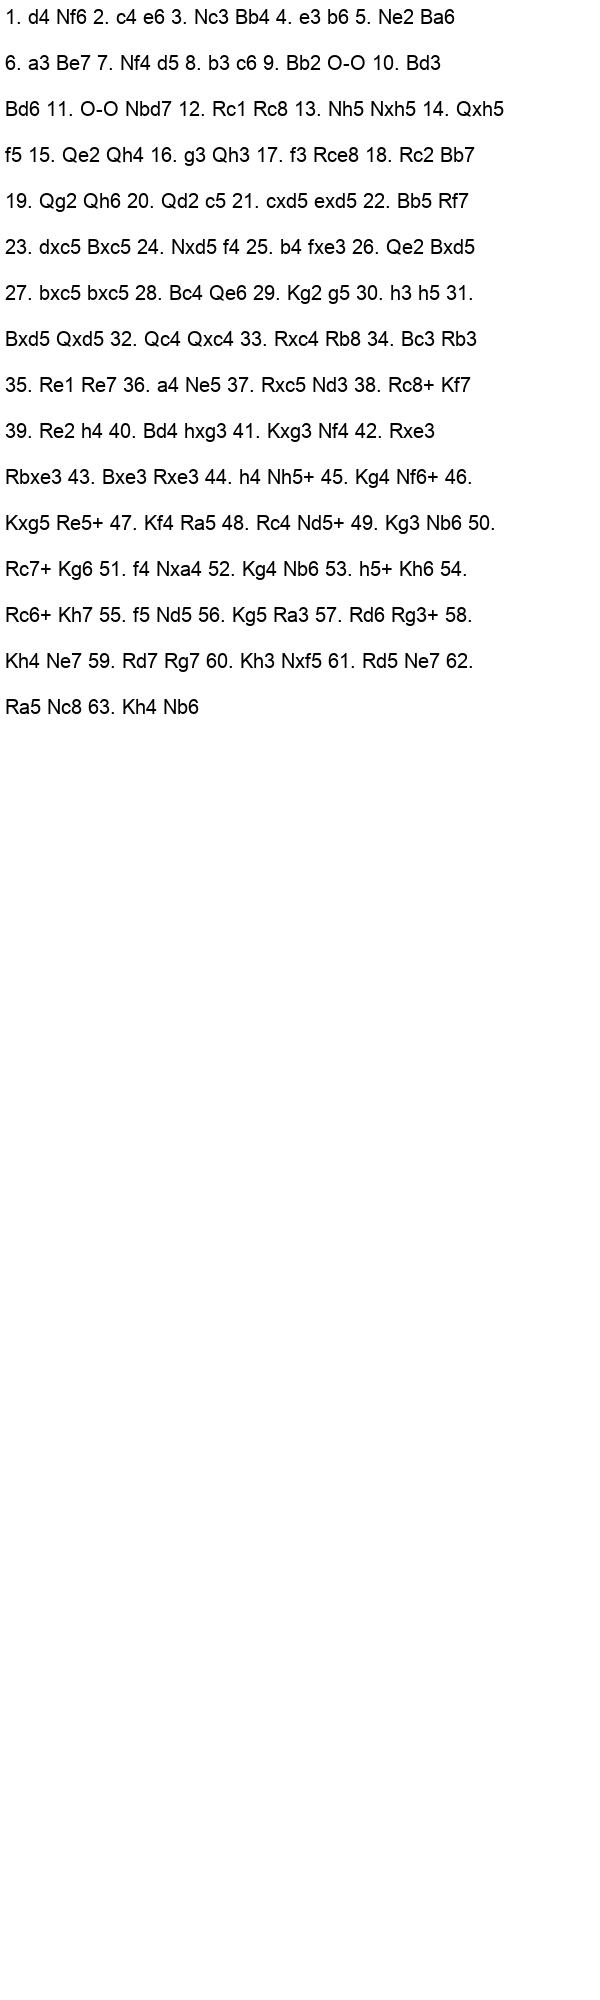 1. d4 Nf6 2. c4 e6 3. Nc3 Bb4 4. e3 b6 5. Ne2 Ba6
6. a3 Be7 7. Nf4 d5 8. b3 c6 9. Bb2 O-O 10. Bd3
Bd6 11. O-O Nbd7 12. Rc1 Rc8 13. Nh5 Nxh5 14. Qxh5
f5 15. Qe2 Qh4 16. g3 Qh3 17. f3 Rce8 18. Rc2 Bb7
19. Qg2 Qh6 20. Qd2 c5 21. cxd5 exd5 22. Bb5 Rf7
23. dxc5 Bxc5 24. Nxd5 f4 25. b4 fxe3 26. Qe2 Bxd5
27. bxc5 bxc5 28. Bc4 Qe6 29. Kg2 g5 30. h3 h5 31.
Bxd5 Qxd5 32. Qc4 Qxc4 33. Rxc4 Rb8 34. Bc3 Rb3
35. Re1 Re7 36. a4 Ne5 37. Rxc5 Nd3 38. Rc8+ Kf7
39. Re2 h4 40. Bd4 hxg3 41. Kxg3 Nf4 42. Rxe3
Rbxe3 43. Bxe3 Rxe3 44. h4 Nh5+ 45. Kg4 Nf6+ 46.
Kxg5 Re5+ 47. Kf4 Ra5 48. Rc4 Nd5+ 49. Kg3 Nb6 50.
Rc7+ Kg6 51. f4 Nxa4 52. Kg4 Nb6 53. h5+ Kh6 54.
Rc6+ Kh7 55. f5 Nd5 56. Kg5 Ra3 57. Rd6 Rg3+ 58.
Kh4 Ne7 59. Rd7 Rg7 60. Kh3 Nxf5 61. Rd5 Ne7 62.
Ra5 Nc8 63. Kh4 Nb6